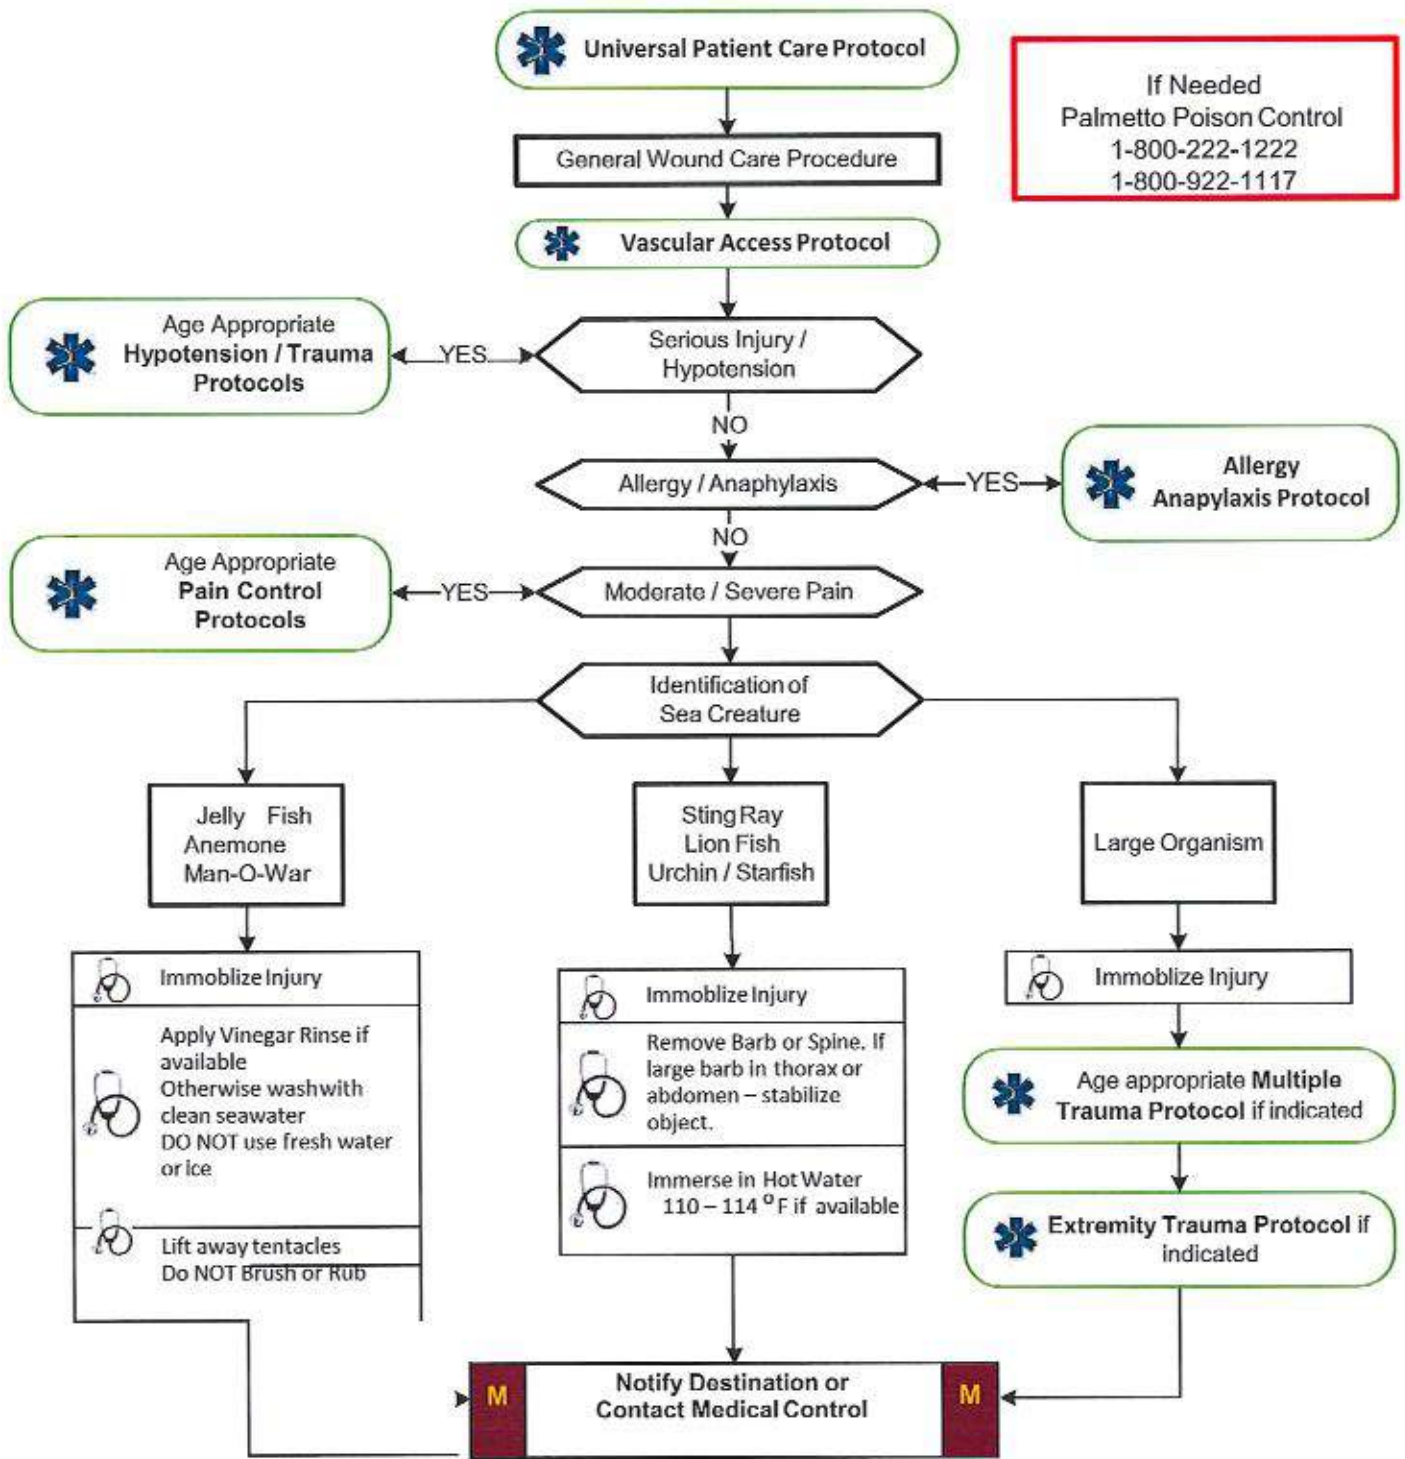 Universal Patient Care Protocol
If Needed
Palmetto Poison Control
1-800-222-1222
1-800-922-1117
General Wound Care Procedure
Vascular Access Protocol
Age Appropriate
Hypotension / Trauma
Protocols
YES
Serious Injury /
Hypotension
NO
Allergy / Anaphylaxis
YES
Allergy
Anapylaxis Protocol
NO
Age Appropriate
Pain Control
Protocols
YES
Moderate / Severe Pain
Identification of
Sea Creature
Jelly Fish
Anemone
Man-O-War
Sting Ray
Lion Fish
Urchin / Starfish
Large Organism
Immoblize Injury
Apply Vinegar Rinse if
available
Otherwise wash with
clean seawater
DO NOT use fresh water
or ice
Lift away tentacles
Do NOT Brush or Rub
Immoblize Injury
Remove Barb or Spine. If
large barb in thorax or
abdomen – stabilize
object.
Immerse in Hot Water
110 – 114 °F if available
Immoblize Injury
Age appropriate Multiple
Trauma Protocol if indicated
Extremity Trauma Protocol if
indicated
M
Notify Destination or
Contact Medical Control
M